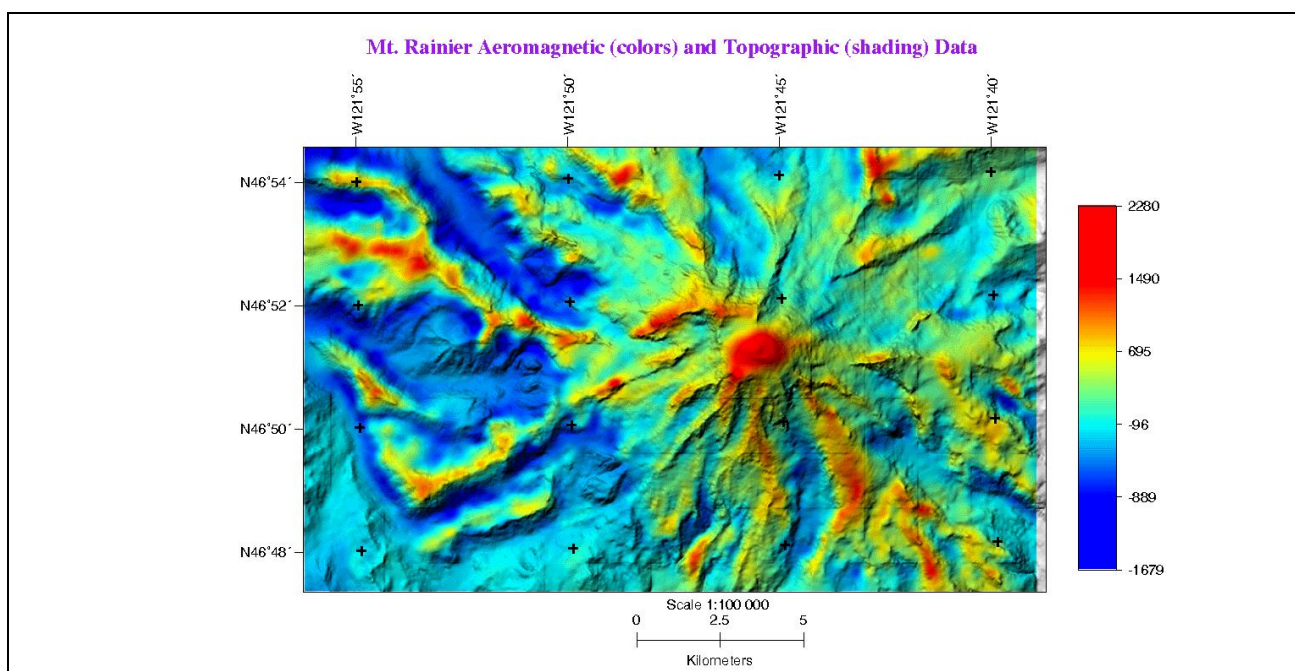 Mt. Rainier Aeromagnetic (colors) and Topographic (shading) Data
W121°55´
W121°50´
W121°45´
W121°40´
N46°54´
N46°52´
N46°50´
N46°48´
2280
1490
695
-96
-889
-1679
Scale 1:100 000
0 2.5 5
Kilometers